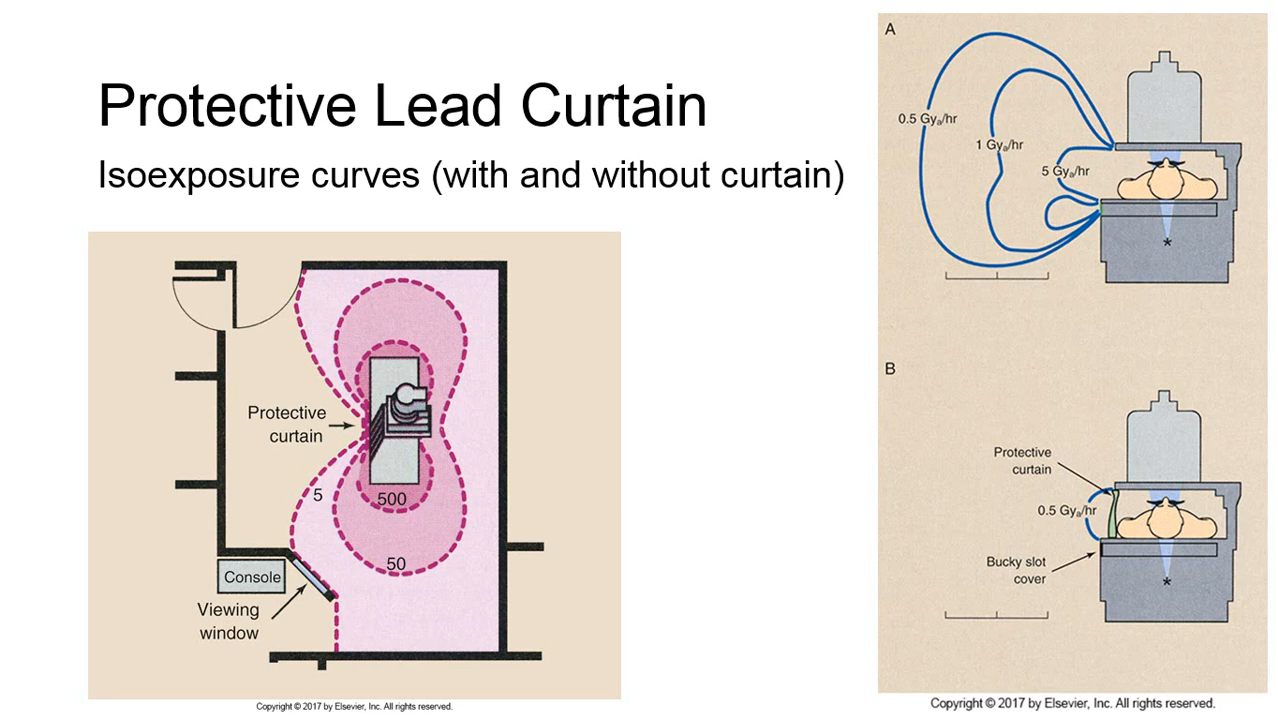 Protective Lead Curtain
Isoexposure curves (with and without curtain)
Protective
curtain
5
500
50
Console
Viewing
window
Copyright © 2017 by Elsevier, Inc. All rights reserved.
A
0.5 Gyₐ/hr
1 Gyₐ/hr
5 Gyₐ/hr
*
B
Protective
curtain
0.5 Gyₐ/hr
Bucky slot
cover
*
Copyright © 2017 by Elsevier, Inc. All rights reserved.